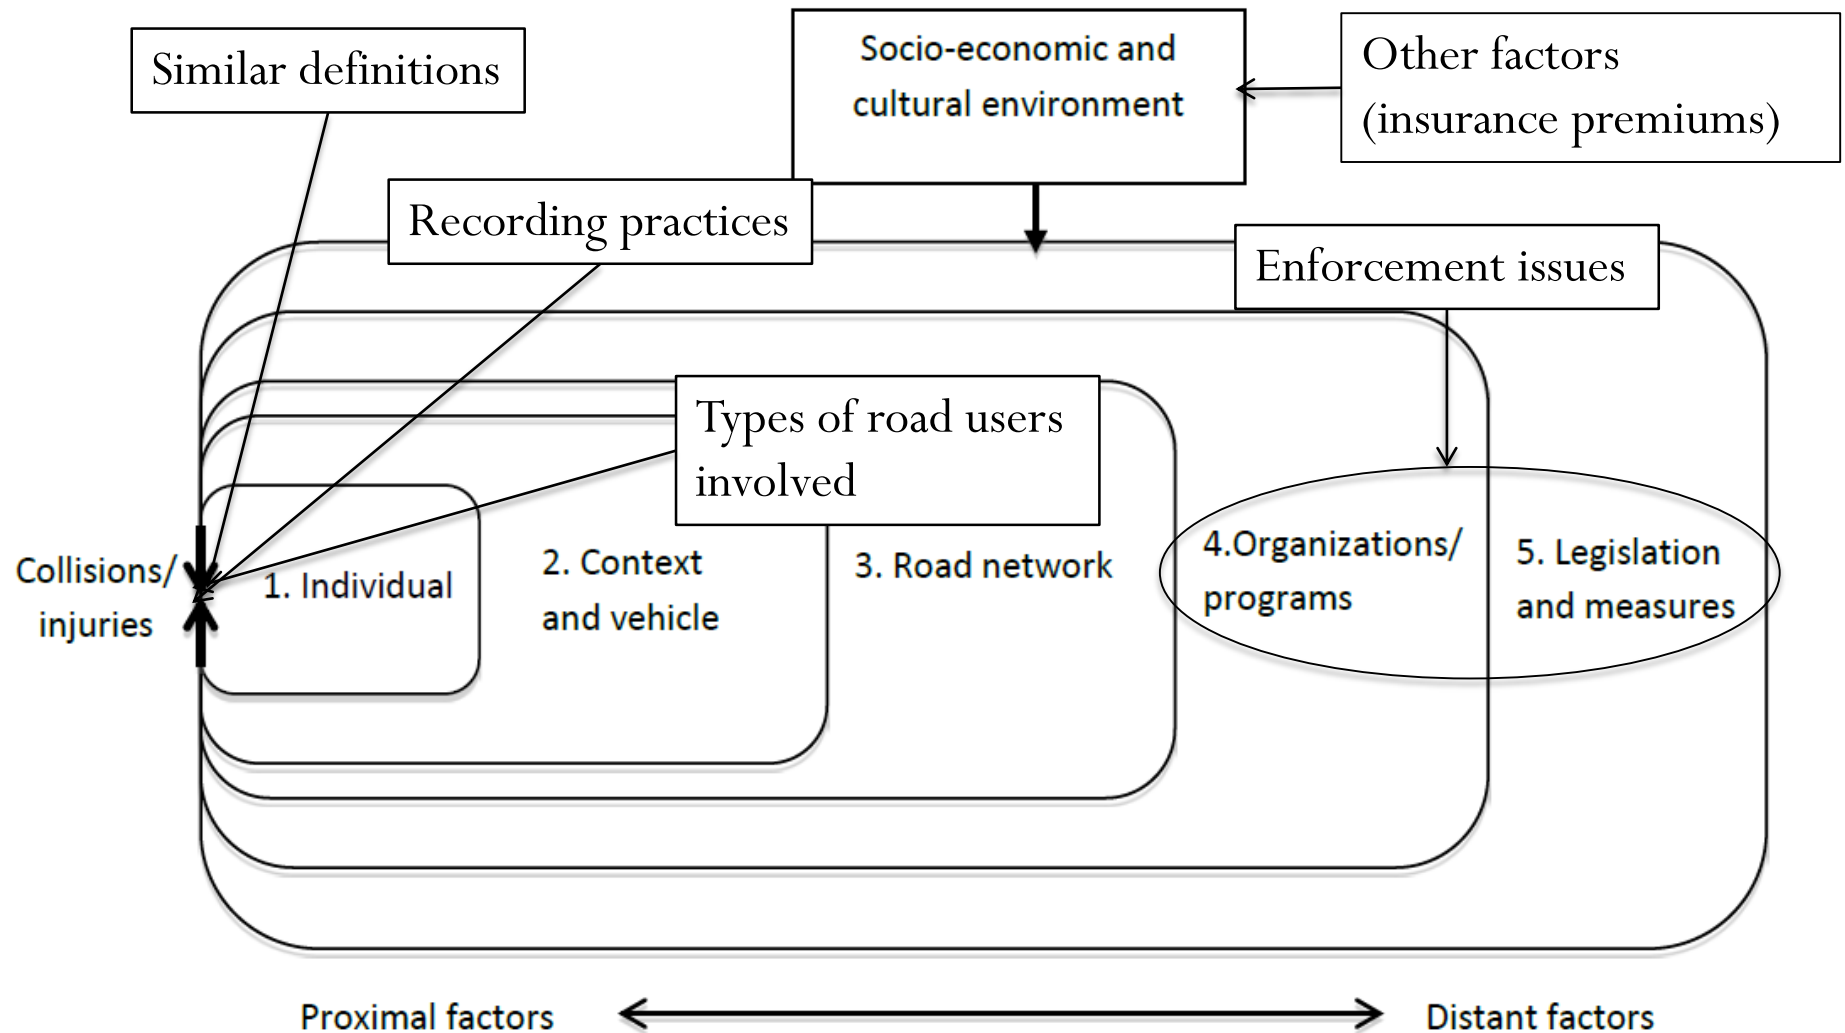 Similar definitions
Socio-economic and
cultural environment
Other factors
(insurance premiums)
Recording practices
Enforcement issues
Types of road users
involved
Collisions/
injuries
1. Individual
2. Context
and vehicle
3. Road network
4.Organizations/
programs
5. Legislation
and measures
Proximal factors
Distant factors